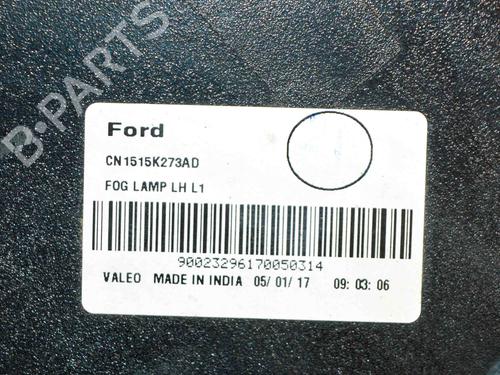 B-PARTS
Ford
CN1515K273AD
FOG LAMP LH L1
90023296170050314
VALEO MADE IN INDIA 05/01/17 09:03:06